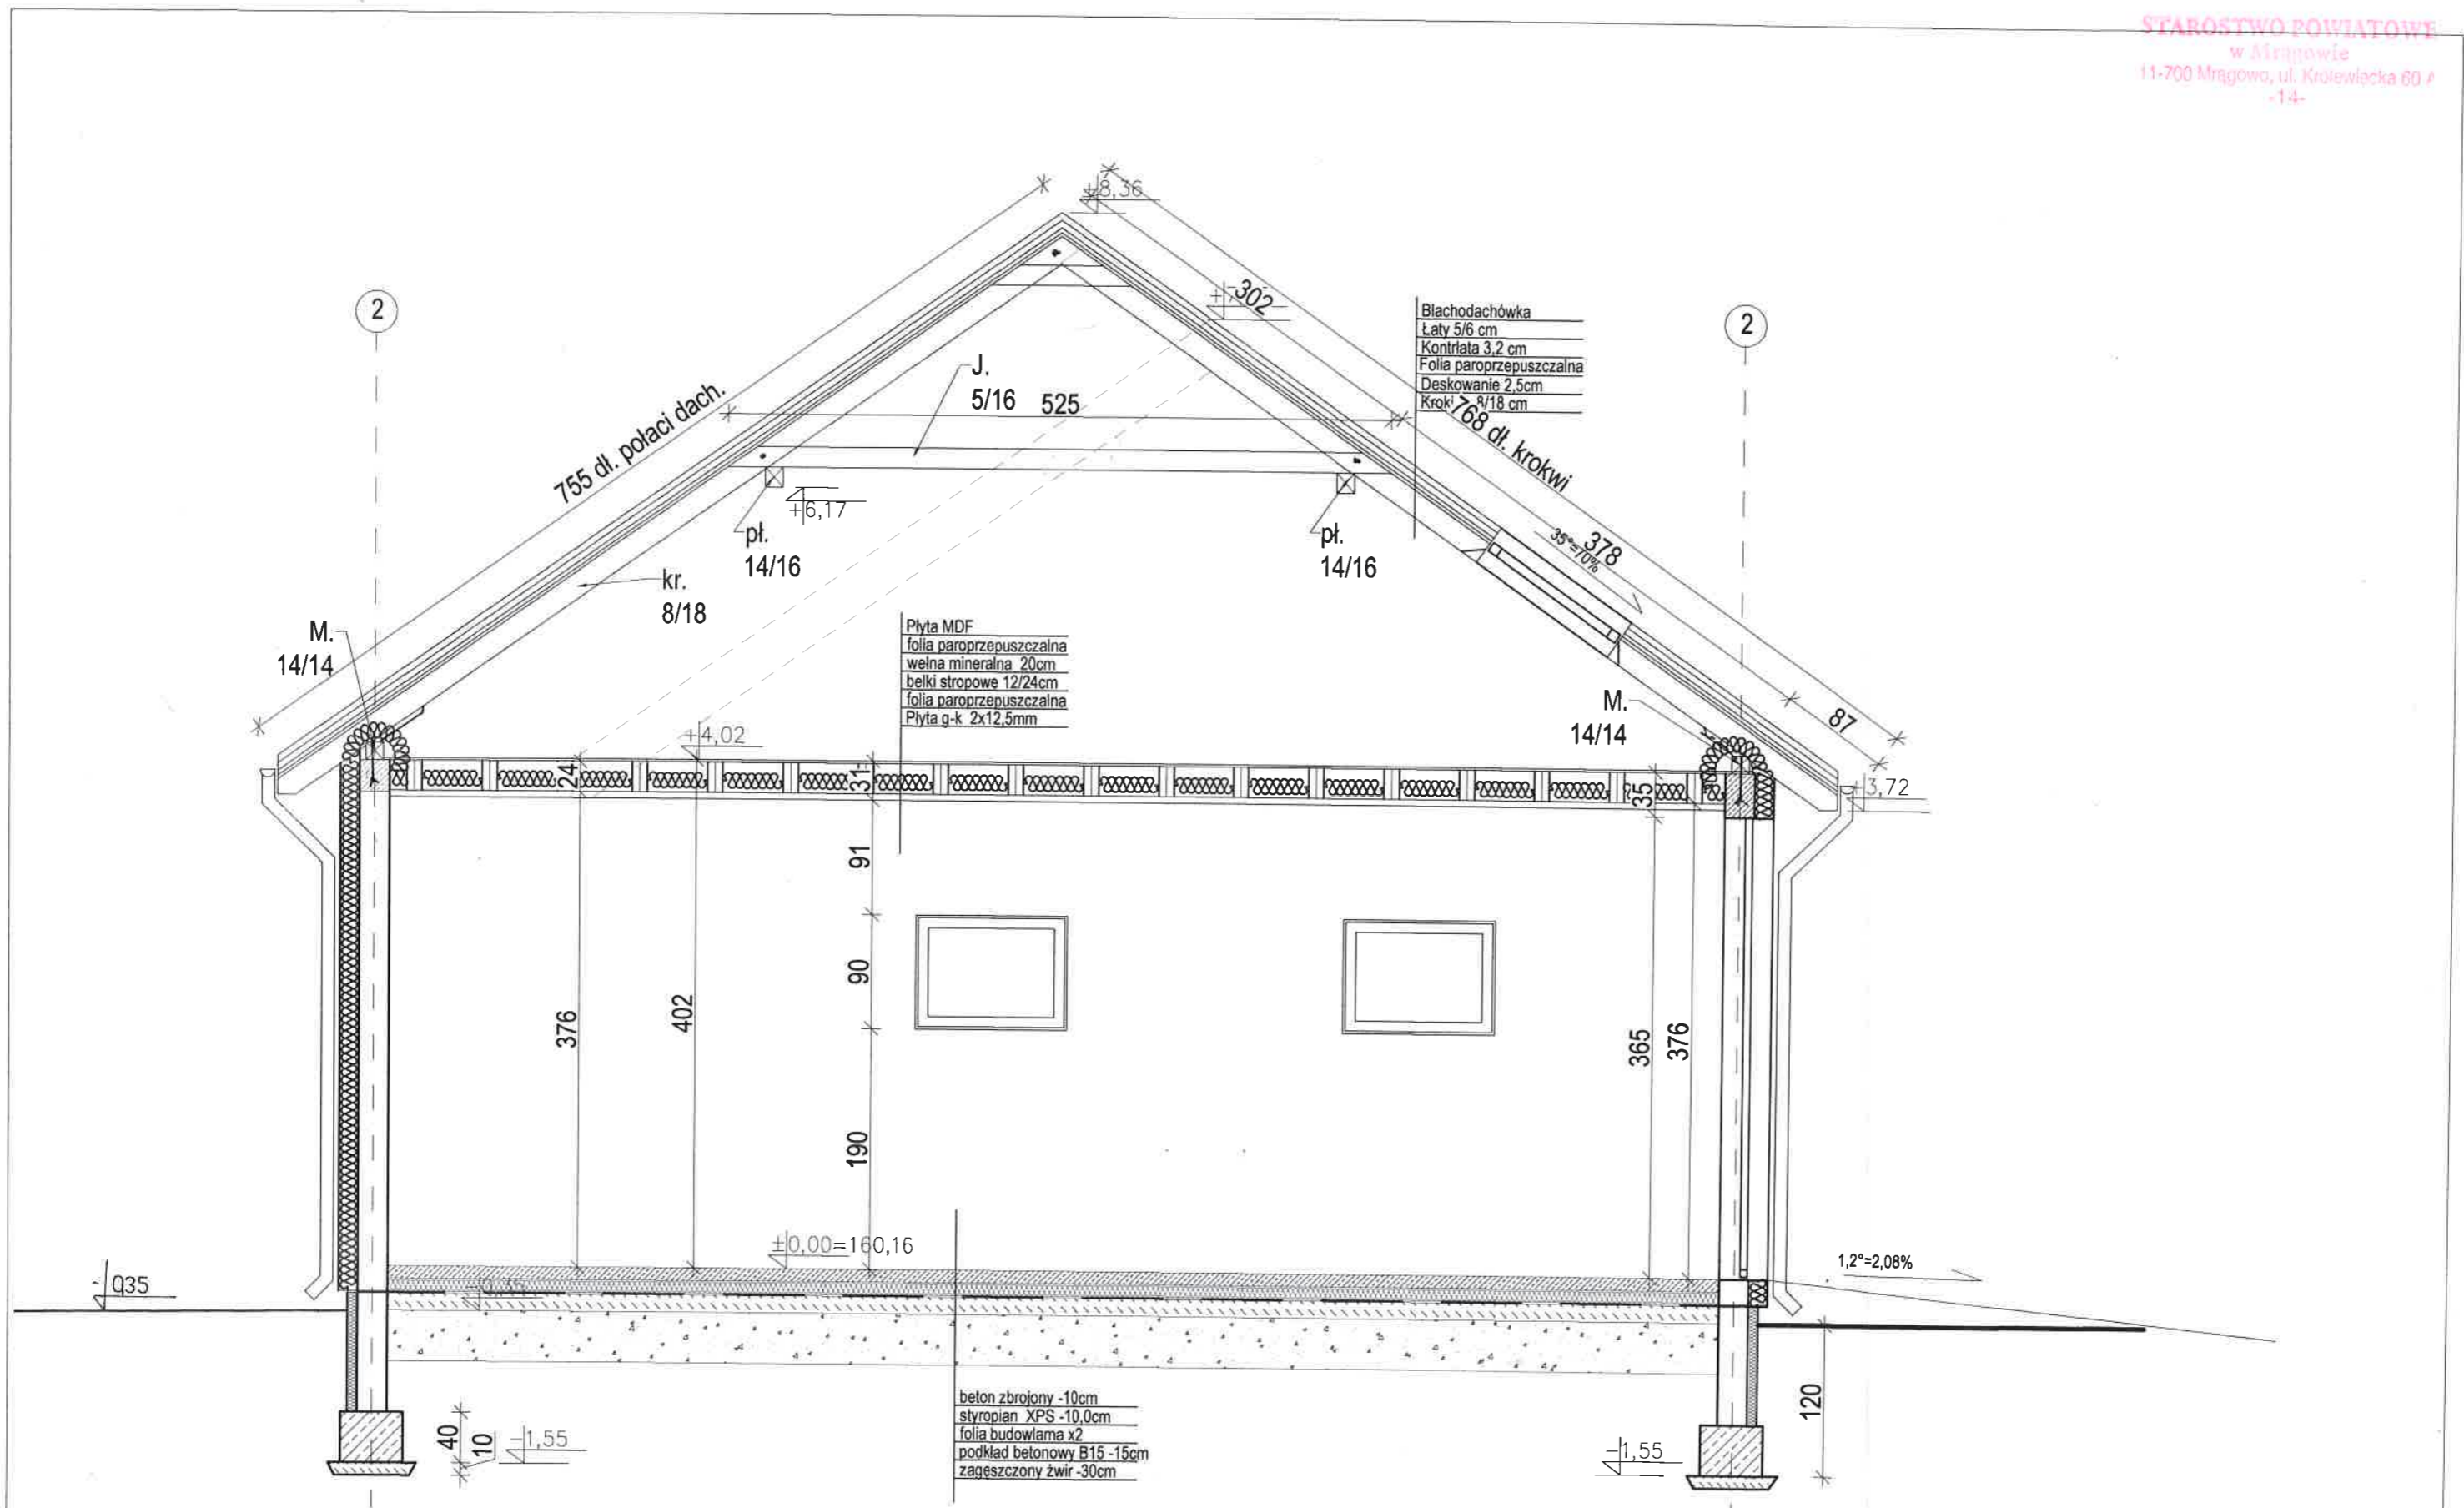 STAROSTWO POWIATOWE
w Mrągowie
11-700 Mrągowo, ul. Królewiecka 60 A
-14-
+8,36
302
2
2
Blachodachówka
Łaty 5/6 cm
Kontrłata 3,2 cm
Folia paroprzepuszczalna
Deskowanie 2,5cm
8/18 cm
755 dł. połaci dach.
J.
5/16
525
768 dł. krokwi
+6,17
pł.
14/16
pł.
14/16
378
35°=70%
kr.
8/18
M.
14/14
Płyta MDF
folia paroprzepuszczalna
wełna mineralna 20cm
belki stropowe 12/24cm
folia paroprzepuszczalna
Płyta g-k 2x12,5mm
M.
14/14
87
+4,02
24
31
35
+3,72
91
90
376
402
365
376
190
±0,00=160,16
1,2°=2,08%
-035
-0,35
beton zbrojony -10cm
styropian XPS -10,0cm
folia budowlama x2
podkład betonowy B15 -15cm
zagęszczony żwir -30cm
40
10
-1,55
-1,55
120